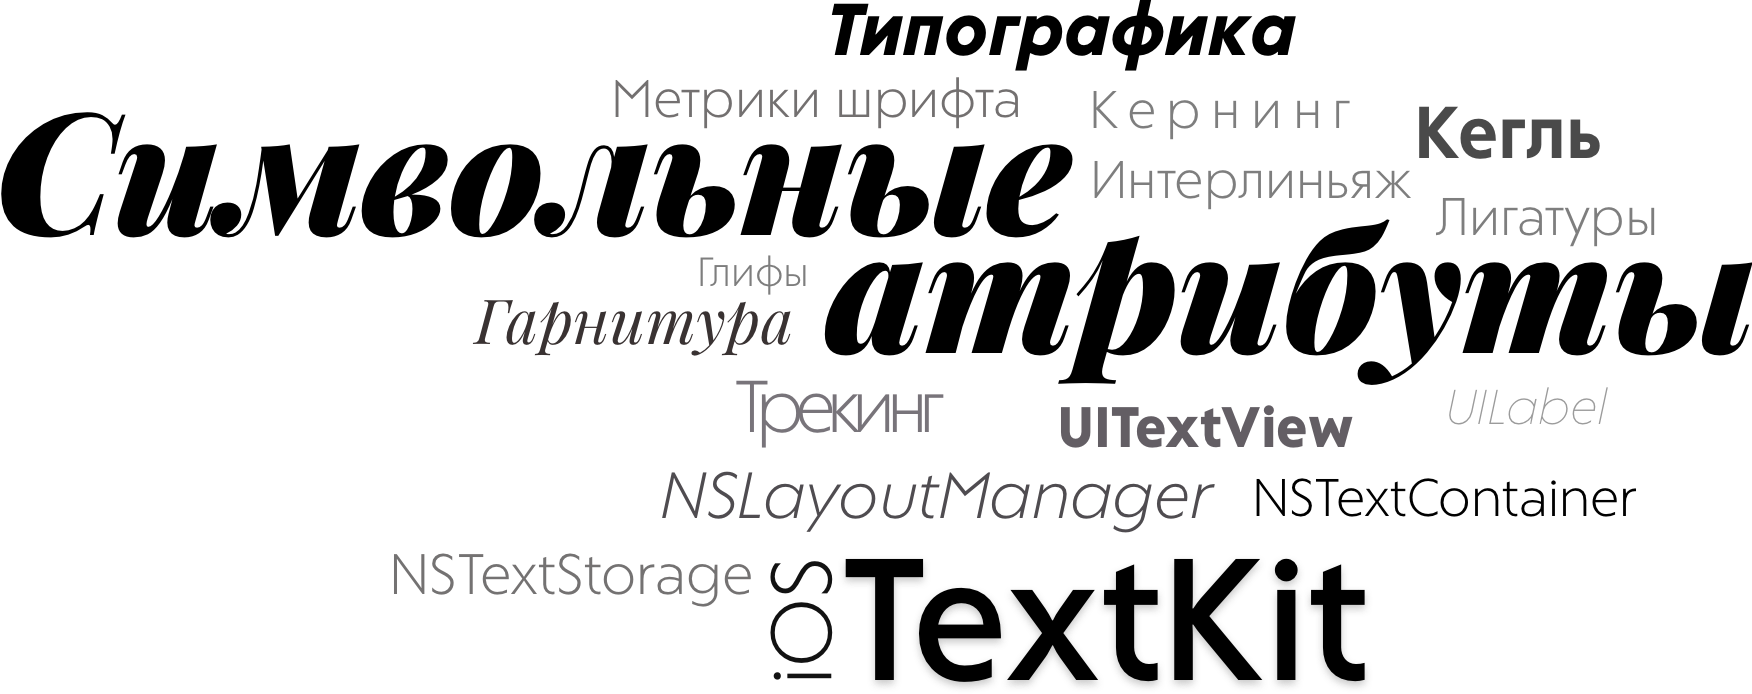 Типографика
Метрики шрифта
Кернинг
Кегль
Символьные
Интерлиньяж
Лигатуры
Глифы
атрибуты
Гарнитура
Трекинг
UITextView
UILabel
NSLayoutManager
NSTextContainer
NSTextStorage
iOS
TextKit